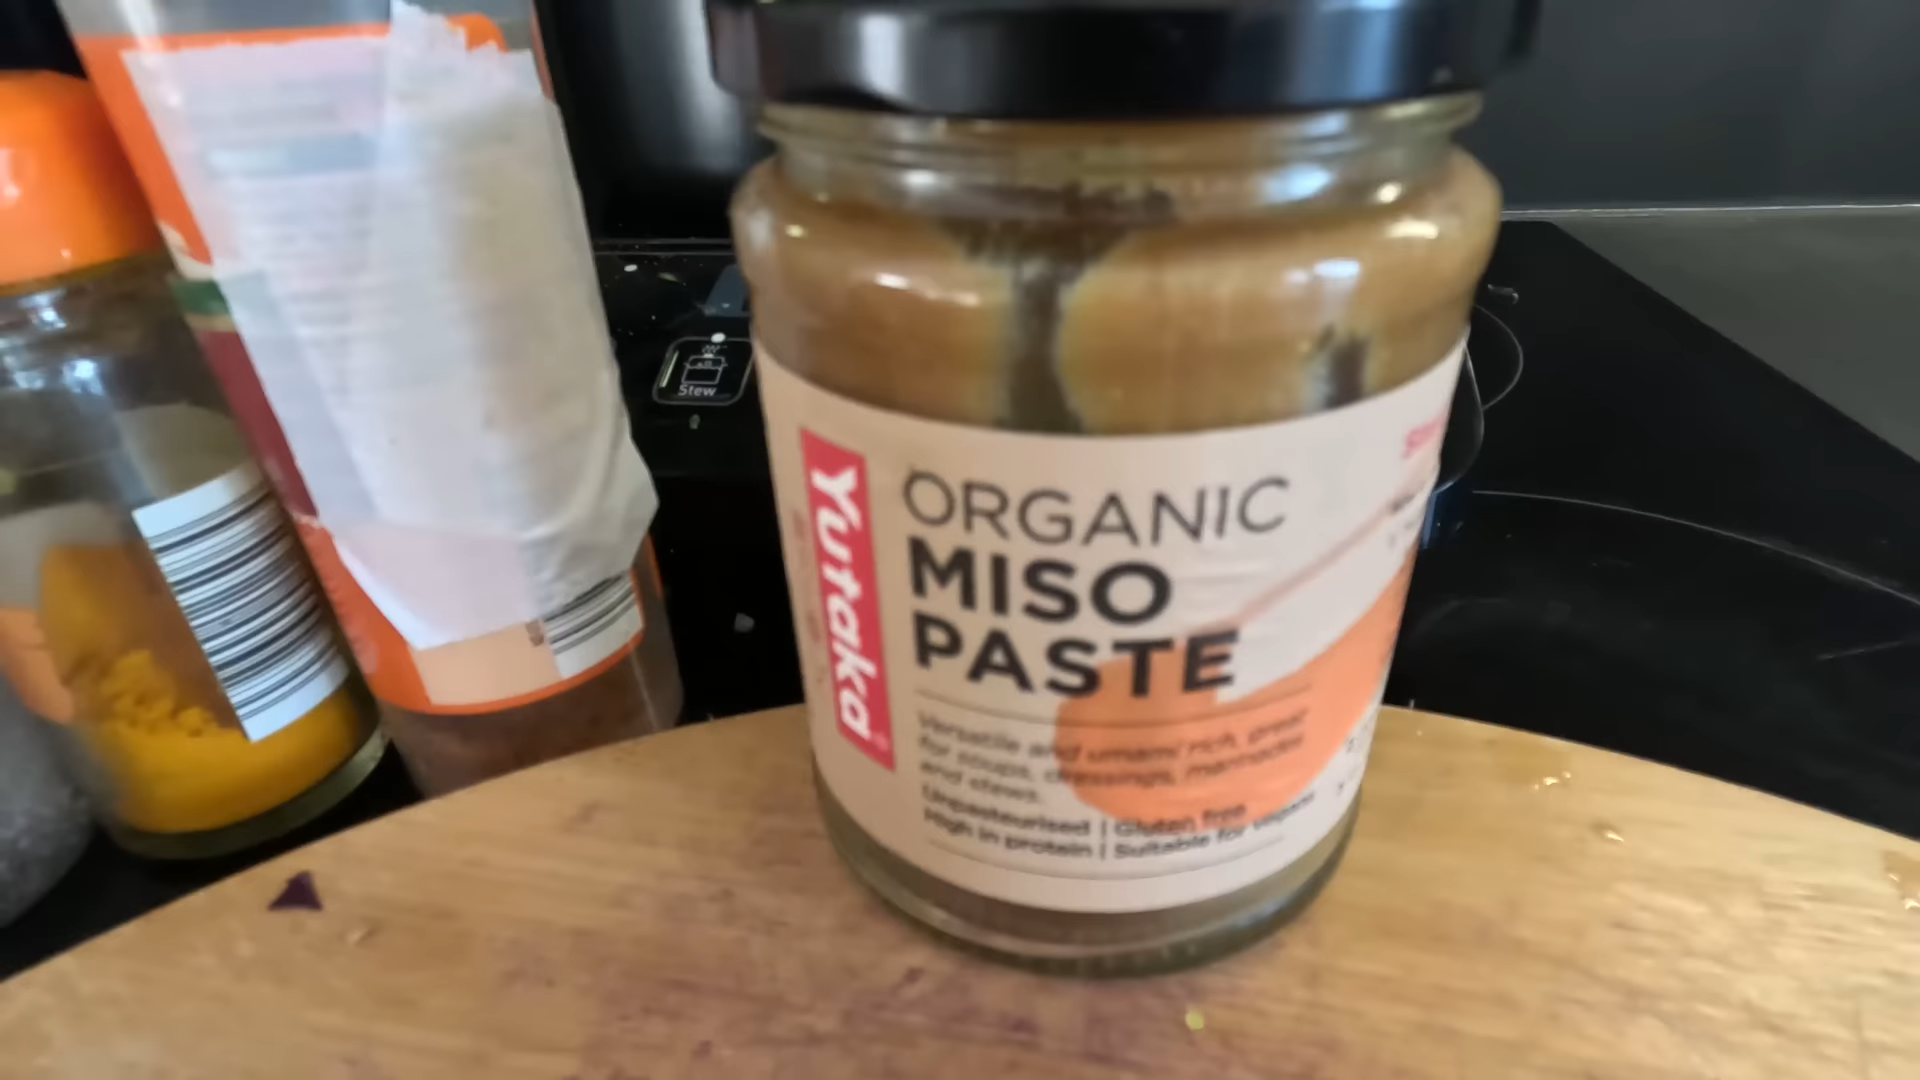 Stew
Yutaka
ORGANIC
MISO
PASTE
Versatile and umami rich, great
for soups, dressings, marinades
and stews.
Unpasteurised | Gluten free
High in protein | Suitable for vegans